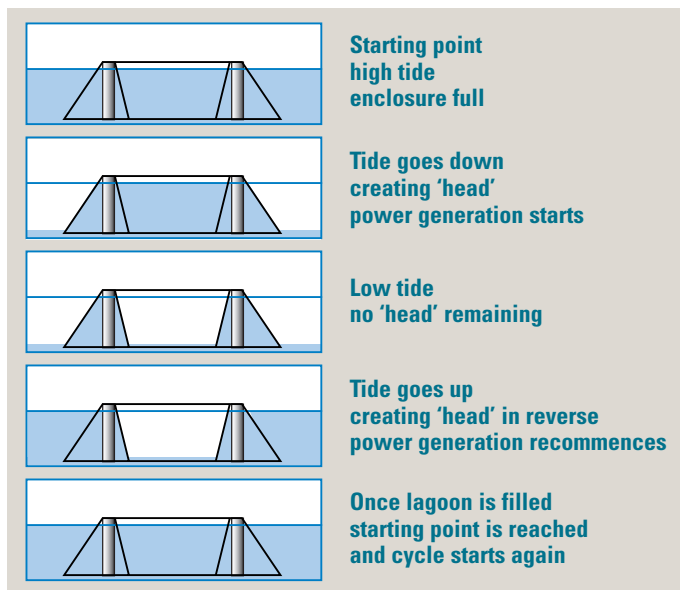 Starting point
high tide
enclosure full
Tide goes down
creating ‘head’
power generation starts
Low tide
no ‘head’ remaining
Tide goes up
creating ‘head’ in reverse
power generation recommences
Once lagoon is filled
starting point is reached
and cycle starts again